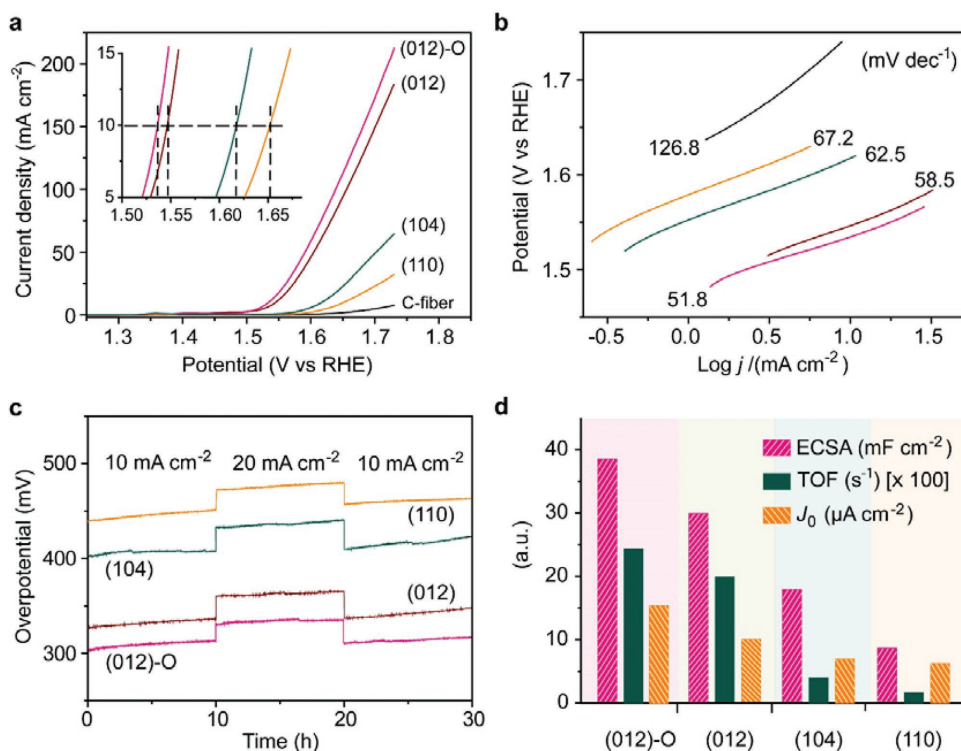 a
Current density (mA cm⁻²)
200
150
100
50
0
1.3 1.4 1.5 1.6 1.7 1.8
Potential (V vs RHE)
15
10
5
1.50 1.55 1.60 1.65
(012)-O
(012)
(104)
(110)
C-fiber
b
Potential (V vs RHE)
1.7
1.6
1.5
-0.5 0.0 0.5 1.0 1.5
Log j /(mA cm⁻²)
(mV dec⁻¹)
126.8
67.2
62.5
58.5
51.8
c
Overpotential (mV)
500
400
300
0 10 20 30
Time (h)
10 mA cm⁻² 20 mA cm⁻² 10 mA cm⁻²
(110)
(104)
(012)
(012)-O
d
(a.u.)
40
30
20
10
0
ECSA (mF cm⁻²)
TOF (s⁻¹) [x 100]
J₀ (µA cm⁻²)
(012)-O (012) (104) (110)